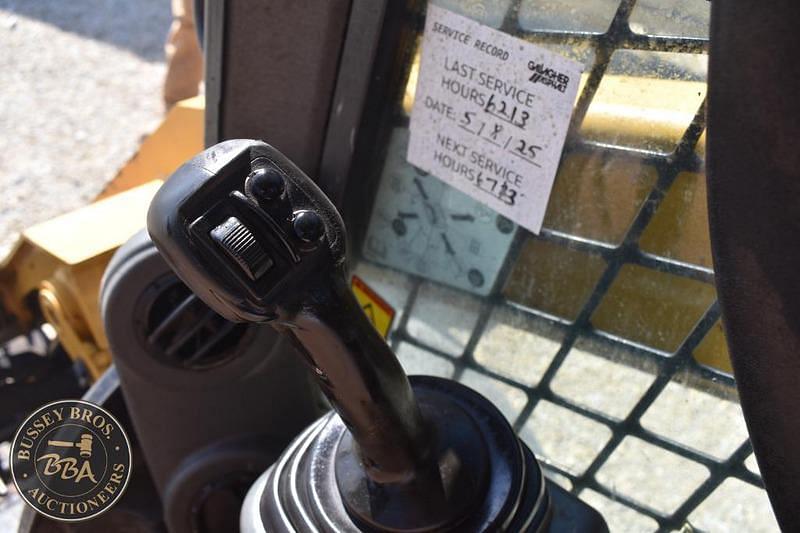 SERVICE RECORD
GALLAGHER
ASPHALT
LAST SERVICE
HOURS 6213
DATE: 5/8/25
NEXT SERVICE
HOURS 6713
BUSSEY BROS.
BBA
AUCTIONEERS